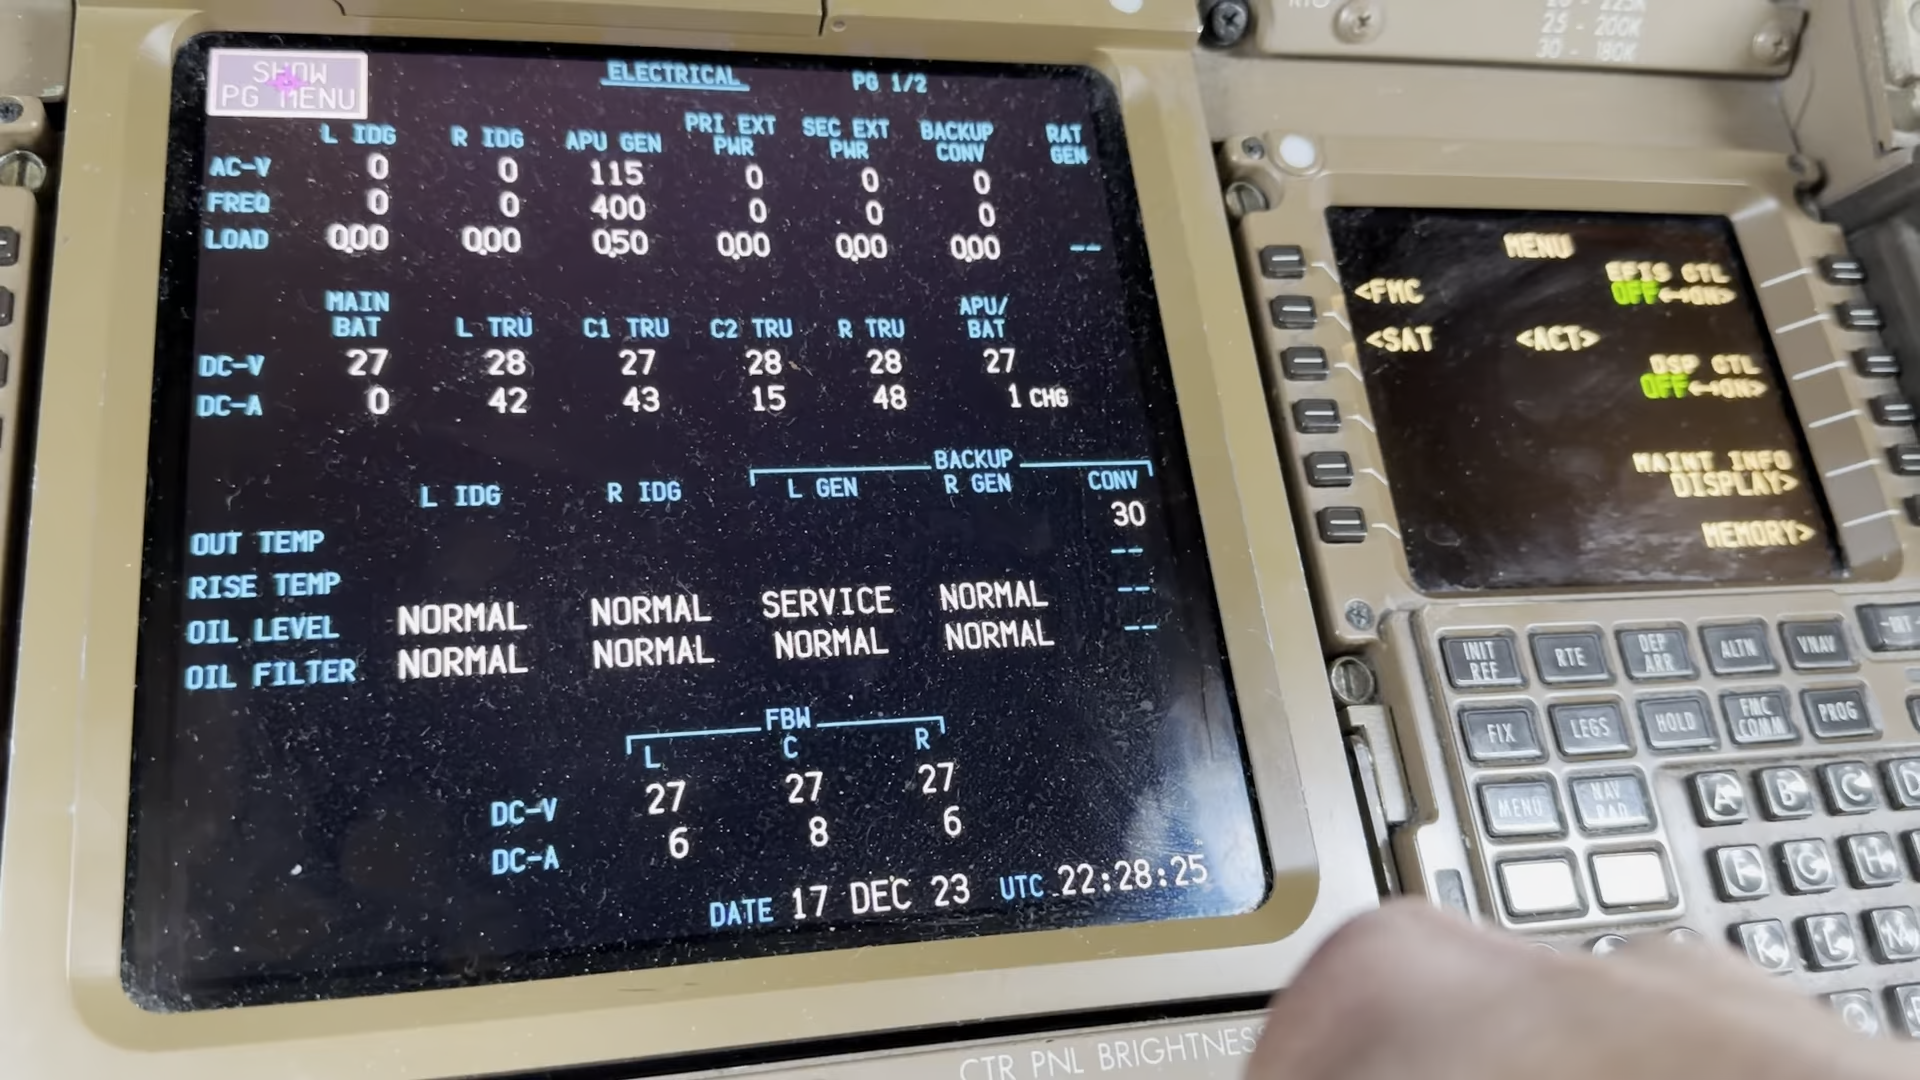 SHOW
PG MENU
ELECTRICAL PG 1/2
L IDG R IDG APU GEN PRI EXT PWR SEC EXT PWR BACKUP CONV RAT GEN
AC-V 0 0 115 0 0 0
FREQ 0 0 400 0 0 0
LOAD 0.00 0.00 0.50 0.00 0.00 0.00 --
MAIN BAT L TRU C1 TRU C2 TRU R TRU APU/ BAT
DC-V 27 28 27 28 28 27
DC-A 0 42 43 15 48 1 CHG
BACKUP
L IDG R IDG L GEN R GEN CONV
OUT TEMP 30
RISE TEMP --
OIL LEVEL NORMAL NORMAL SERVICE NORMAL --
OIL FILTER NORMAL NORMAL NORMAL NORMAL --
FBW
L C R
DC-V 27 27 27
DC-A 6 8 6
DATE 17 DEC 23 UTC 22:28:25
CTR PNL BRIGHTNESS
25 - 200K
30 - 180K
MENU
EFIS CTL
<FMC OFF←→ON>
<SAT <ACT>
DSP CTL
OFF←→ON>
MAINT INFO
DISPLAY>
MEMORY>
INIT REF RTE DEP ARR ALTN VNAV
FIX LEGS HOLD FMC COMM PROG
MENU NAV RAD A B C D
F G H
K L M
Q